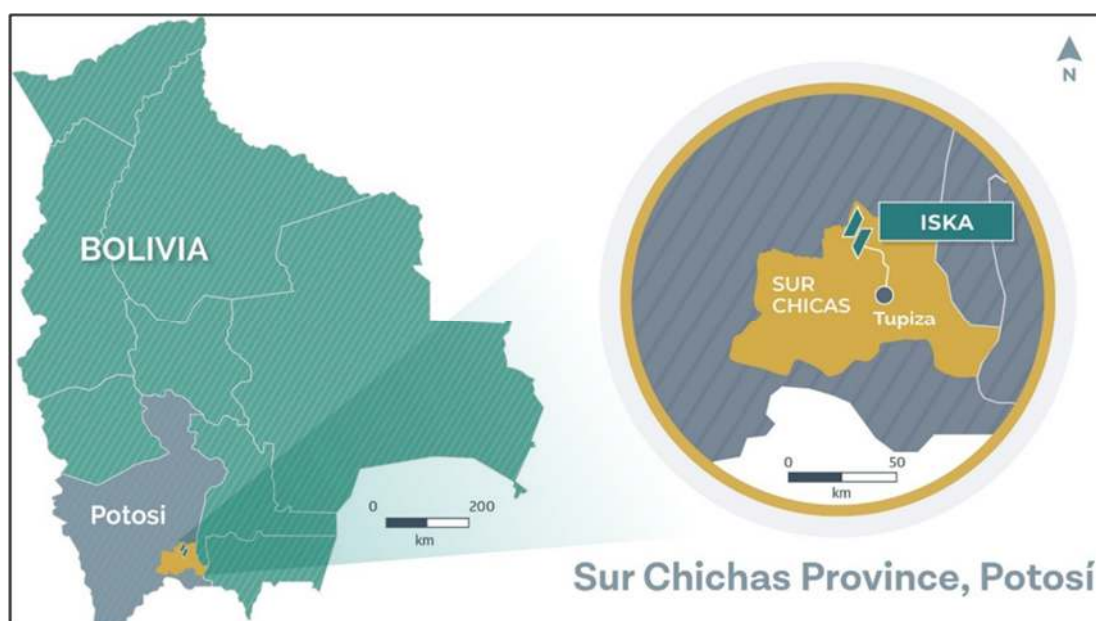 BOLIVIA
Potosi
0 200
km
N
ISKA
SUR
CHICAS
Tupiza
0 50
km
Sur Chichas Province, Potosí